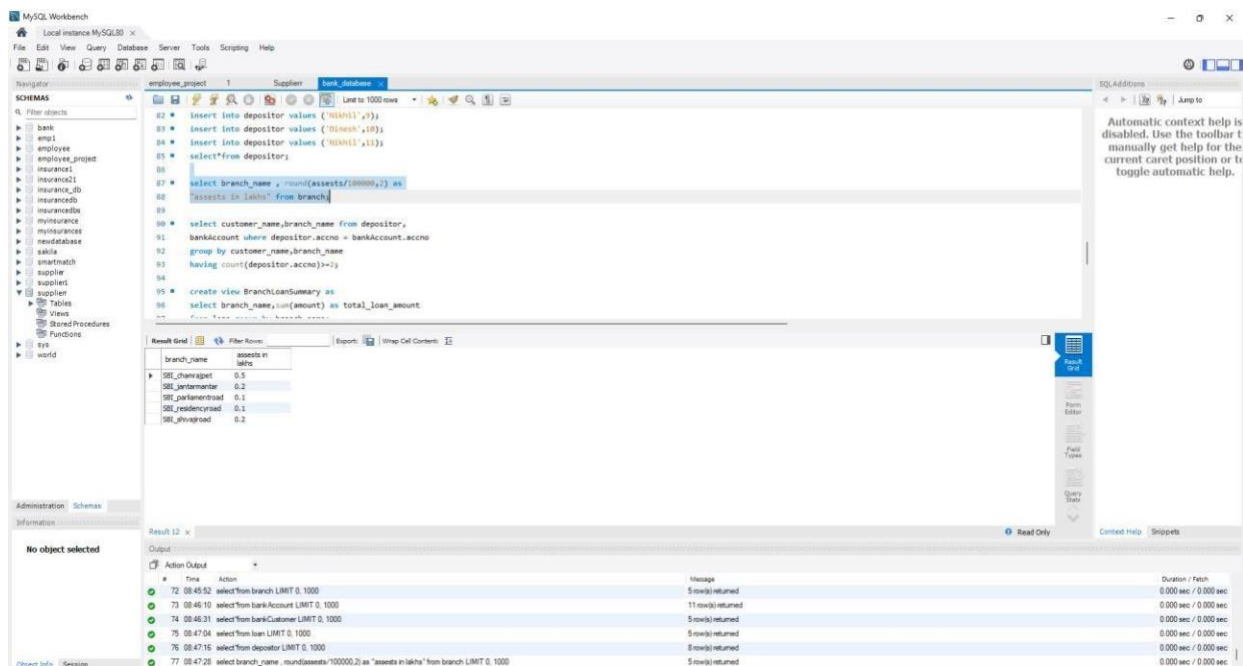 MySQL Workbench
Local instance MySQL80 ×
File Edit View Query Database Server Tools Scripting Help
Navigator
SCHEMAS
Filter objects
bank
emp1
employee
employee_project
insurance1
insurance21
insurance_db
insurancedb
insurancedbs
myinsurance
myinsurances
newdatabase
sakila
smartmatch
supplier
supplier1
supplierr
Tables
Views
Stored Procedures
Functions
sys
world
Administration Schemas
Information
No object selected
Object Info Session
employee_project 1 Supplierr bank_database ×
Limit to 1000 rows
82 insert into depositor values ('Nikhil',9);
83 insert into depositor values ('Dinesh',10);
84 insert into depositor values ('Nikhil',11);
85 select*from depositor;
86
87 select branch_name , round(assests/100000,2) as
88 "assests in lakhs" from branch;
89
90 select customer_name,branch_name from depositor,
91 bankAccount where depositor.accno = bankAccount.accno
92 group by customer_name,branch_name
93 having count(depositor.accno)>=2;
94
95 create view BranchLoanSummary as
96 select branch_name,sum(amount) as total_loan_amount
97 from loan group by branch_name;
Result Grid Filter Rows: Export: Wrap Cell Content:
branch_name assests in lakhs
SBI_chamrajpet 0.5
SBI_jantarmantar 0.2
SBI_parliamentroad 0.1
SBI_residencyroad 0.1
SBI_shivajiroad 0.2
Result Grid
Form Editor
Field Types
Query Stats
Result 12 ×
Read Only
Output
Action Output
# Time Action Message Duration / Fetch
72 08:45:52 select*from branch LIMIT 0, 1000 5 row(s) returned 0.000 sec / 0.000 sec
73 08:46:10 select*from bankAccount LIMIT 0, 1000 11 row(s) returned 0.000 sec / 0.000 sec
74 08:46:31 select*from bankCustomer LIMIT 0, 1000 5 row(s) returned 0.000 sec / 0.000 sec
75 08:47:04 select*from loan LIMIT 0, 1000 5 row(s) returned 0.000 sec / 0.000 sec
76 08:47:16 select*from depositor LIMIT 0, 1000 8 row(s) returned 0.000 sec / 0.000 sec
77 08:47:28 select branch_name , round(assests/100000,2) as "assests in lakhs" from branch LIMIT 0, 1000 5 row(s) returned 0.000 sec / 0.000 sec
SQLAdditions
Jump to
Automatic context help is
disabled. Use the toolbar t
manually get help for the
current caret position or to
toggle automatic help.
Context Help Snippets